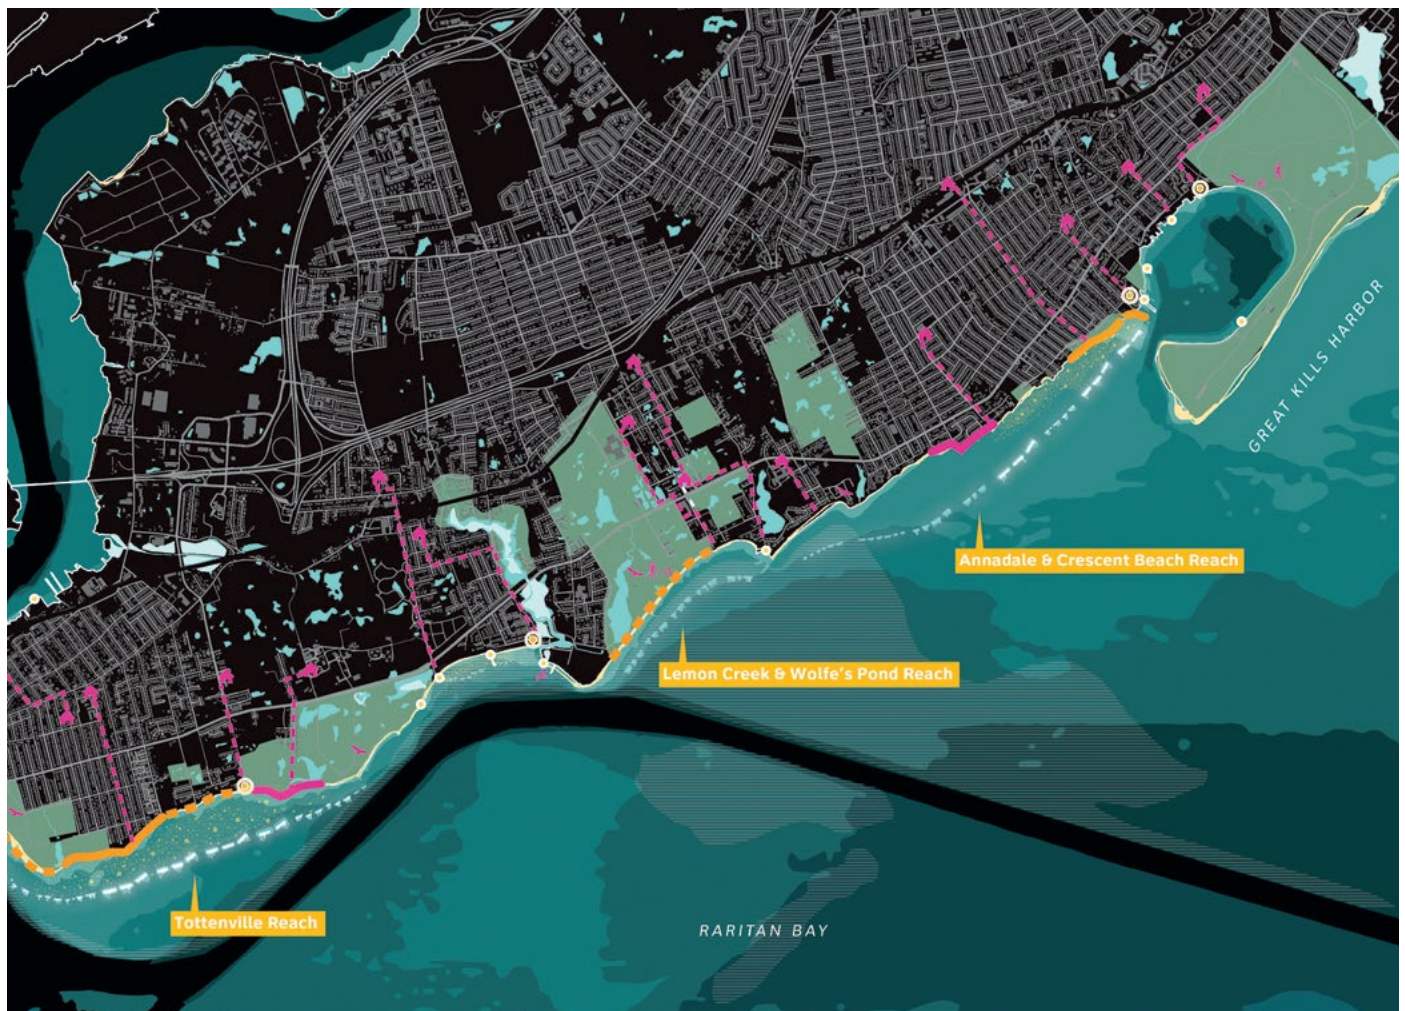 GREAT KILLS HARBOR
Annadale & Crescent Beach Reach
Lemon Creek & Wolfe's Pond Reach
Tottenville Reach
RARITAN BAY